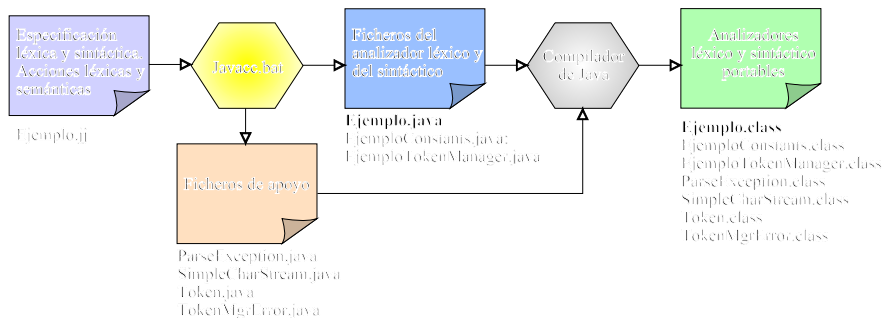 Especificación
léxica y sintáctica.
Acciones léxicas y
semánticas
Ejemplo.jj
Javacc.bat
Ficheros del
analizador léxico y
del sintáctico
Ejemplo.java
EjemploConstants.java:
EjemploTokenManager.java
Compilador
de Java
Analizadores
léxico y sintáctico
portables
Ejemplo.class
EjemploConstants.class
EjemploTokenManager.class
ParseException.class
SimpleCharStream.class
Token.class
TokenMgrError.class
Ficheros de apoyo
ParseException.java
SimpleCharStream.java
Token.java
TokenMgrError.java